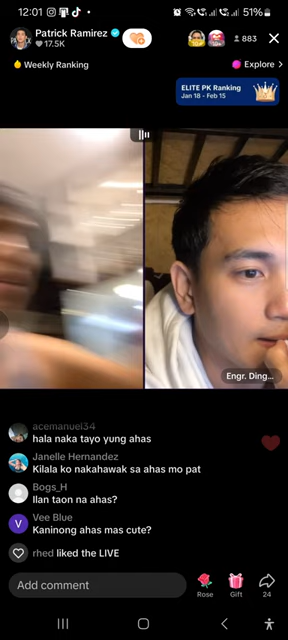 12:01
51%
Patrick Ramirez
17.5K
883
Weekly Ranking
Explore >
ELITE PK Ranking
Jan 18 - Feb 15
Engr. Ding...
acemanuel34
hala naka tayo yung ahas
Janelle Hernandez
Kilala ko nakahawak sa ahas mo pat
Bogs_H
Ilan taon na ahas?
V
Vee Blue
Kaninong ahas mas cute?
rhed liked the LIVE
Add comment
Rose
Gift
24